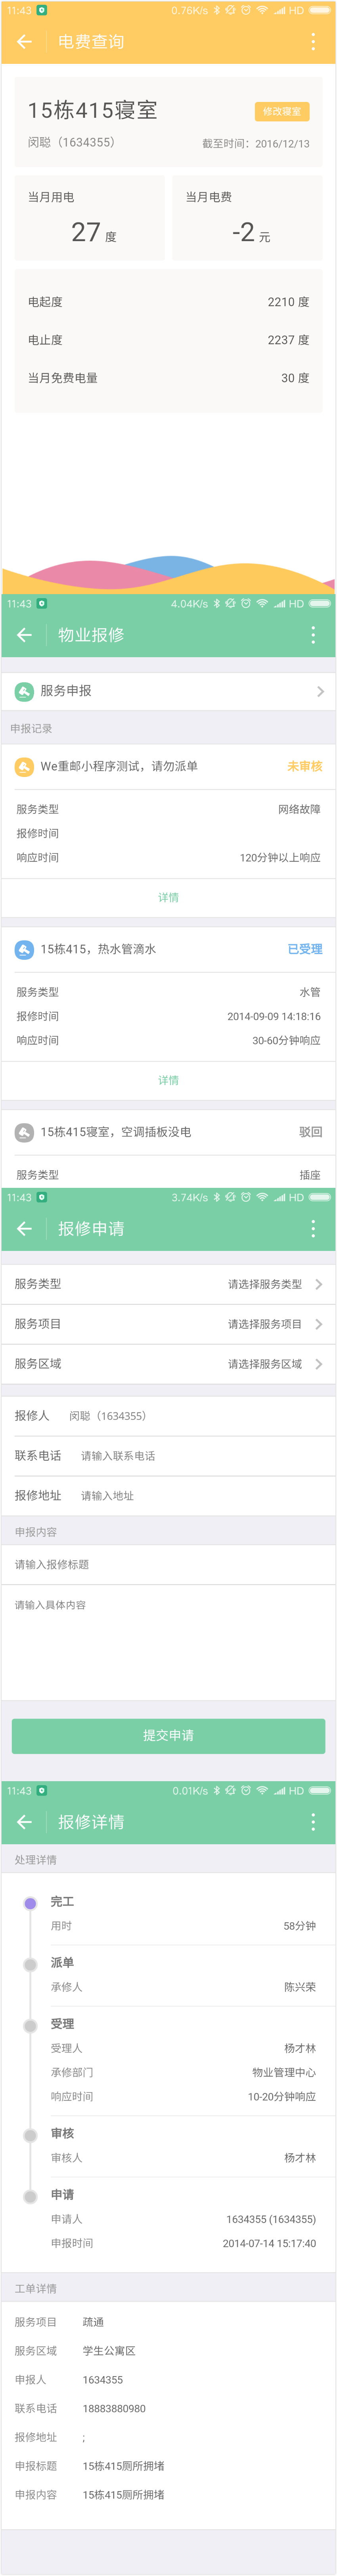 11:43 0.76K/s HD
电费查询
15栋415寝室 修改寝室
闵聪（1634355） 截至时间：2016/12/13
当月用电 当月电费
27 度 -2 元
电起度 2210 度
电止度 2237 度
当月免费电量 30 度
11:43 4.04K/s HD
物业报修
服务申报
申报记录
We重邮小程序测试，请勿派单 未审核
服务类型 网络故障
报修时间
响应时间 120分钟以上响应
详情
15栋415，热水管滴水 已受理
服务类型 水管
报修时间 2014-09-09 14:18:16
响应时间 30-60分钟响应
详情
15栋415寝室，空调插板没电 驳回
服务类型 插座
11:43 3.74K/s HD
报修申请
服务类型 请选择服务类型
服务项目 请选择服务项目
服务区域 请选择服务区域
报修人 闵聪（1634355）
联系电话 请输入联系电话
报修地址 请输入地址
申报内容
请输入报修标题
请输入具体内容
提交申请
11:43 0.01K/s HD
报修详情
处理详情
完工
用时 58分钟
派单
承修人 陈兴荣
受理
受理人 杨才林
承修部门 物业管理中心
响应时间 10-20分钟响应
审核
审核人 杨才林
申请
申请人 1634355 (1634355)
申报时间 2014-07-14 15:17:40
工单详情
服务项目 疏通
服务区域 学生公寓区
申报人 1634355
联系电话 18883880980
报修地址 ;
申报标题 15栋415厕所拥堵
申报内容 15栋415厕所拥堵